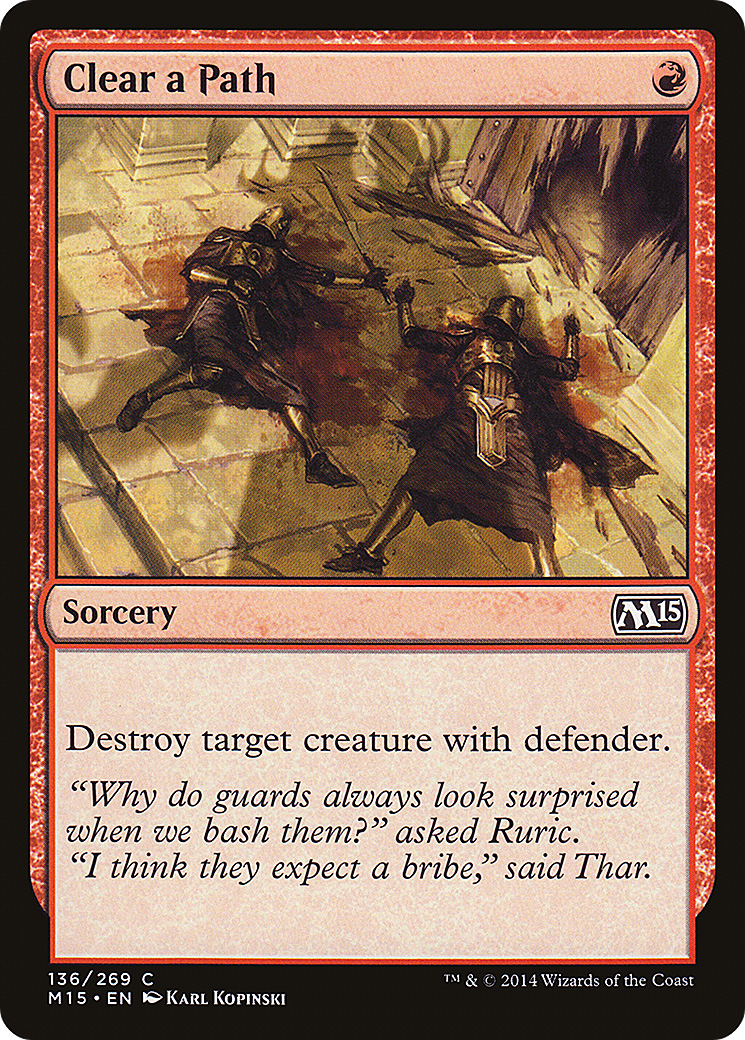 Clear a Path
Sorcery
M15
Destroy target creature with defender.
“Why do guards always look surprised
when we bash them?” asked Ruric.
“I think they expect a bribe,” said Thar.
136/269 C
M15 • EN Karl Kopinski
™ & © 2014 Wizards of the Coast